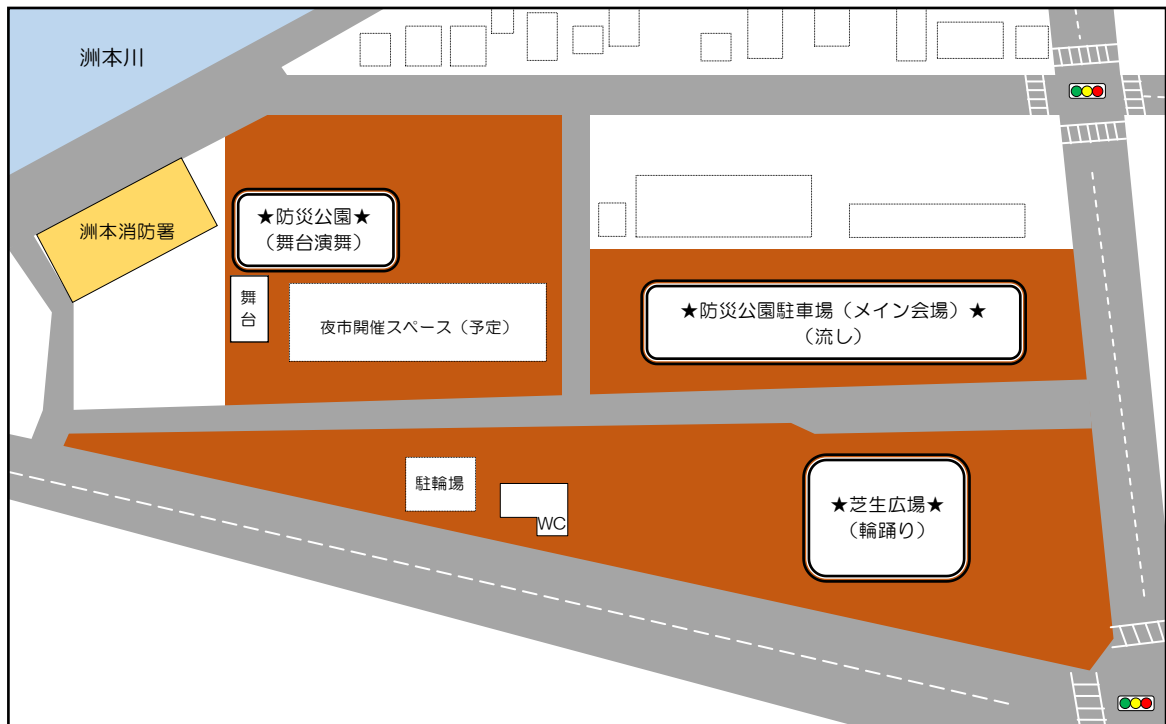 洲本川
洲本消防署
★防災公園★
（舞台演舞）
舞
台
夜市開催スペース（予定）
★防災公園駐車場（メイン会場）★
（流し）
駐輪場
WC
★芝生広場★
（輪踊り）